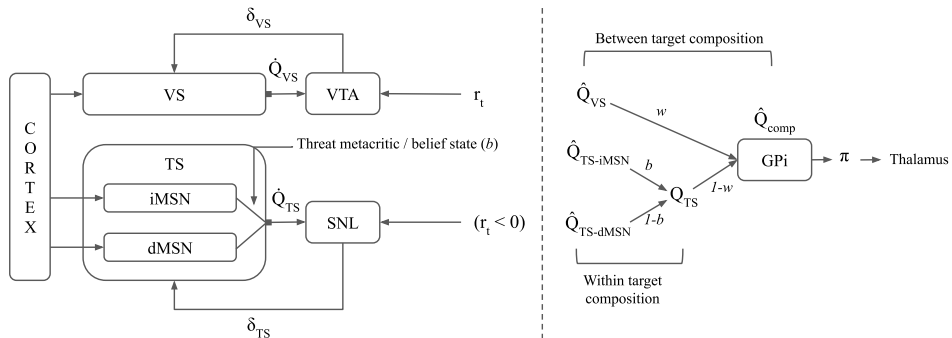 δ_VS
Q̇_VS
CORTEX
VS
VTA
r_t
Threat metacritic / belief state (b)
TS
iMSN
Q̇_TS
dMSN
SNL
(r_t < 0)
δ_TS
Between target composition
Q̂_VS
w
Q̂_comp
Q̂_TS-iMSN
b
GPi
π
Thalamus
Q_TS
1-w
Q̂_TS-dMSN
1-b
Within target
composition